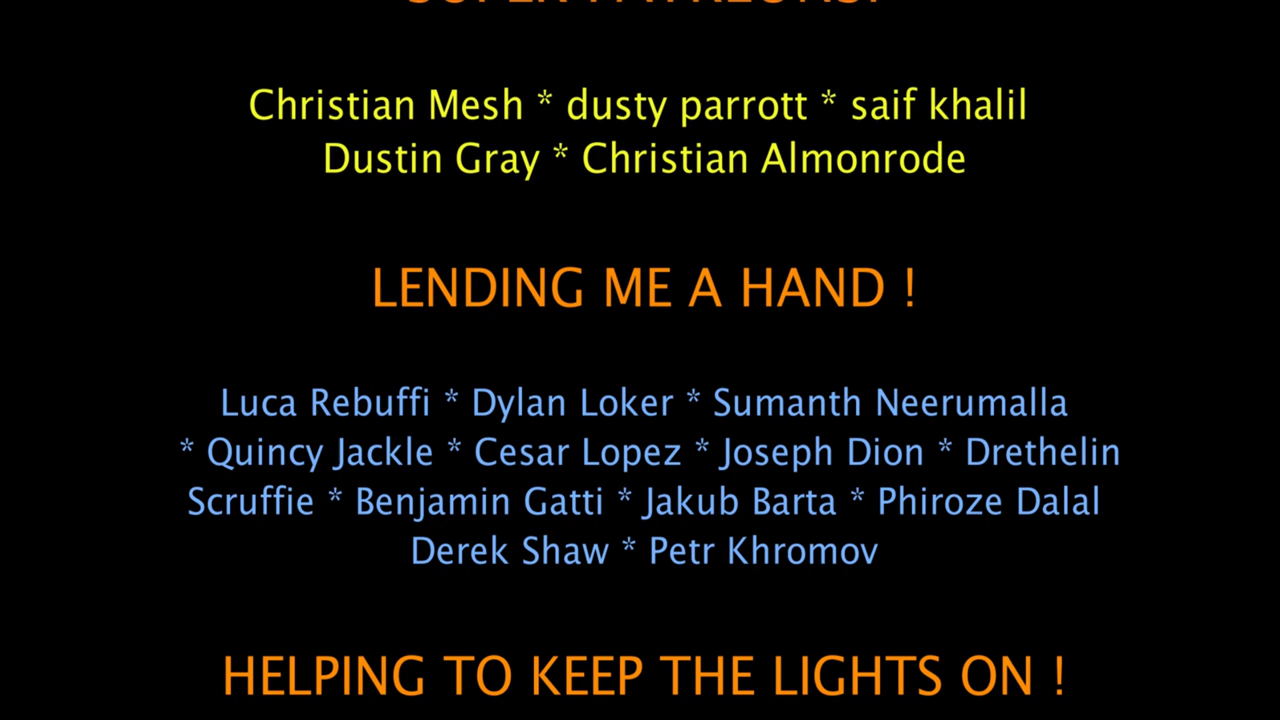 Christian Mesh * dusty parrott * saif khalil
Dustin Gray * Christian Almonrode
LENDING ME A HAND !
Luca Rebuffi * Dylan Loker * Sumanth Neerumalla
* Quincy Jackle * Cesar Lopez * Joseph Dion * Drethelin
Scruffie * Benjamin Gatti * Jakub Barta * Phiroze Dalal
Derek Shaw * Petr Khromov
HELPING TO KEEP THE LIGHTS ON !